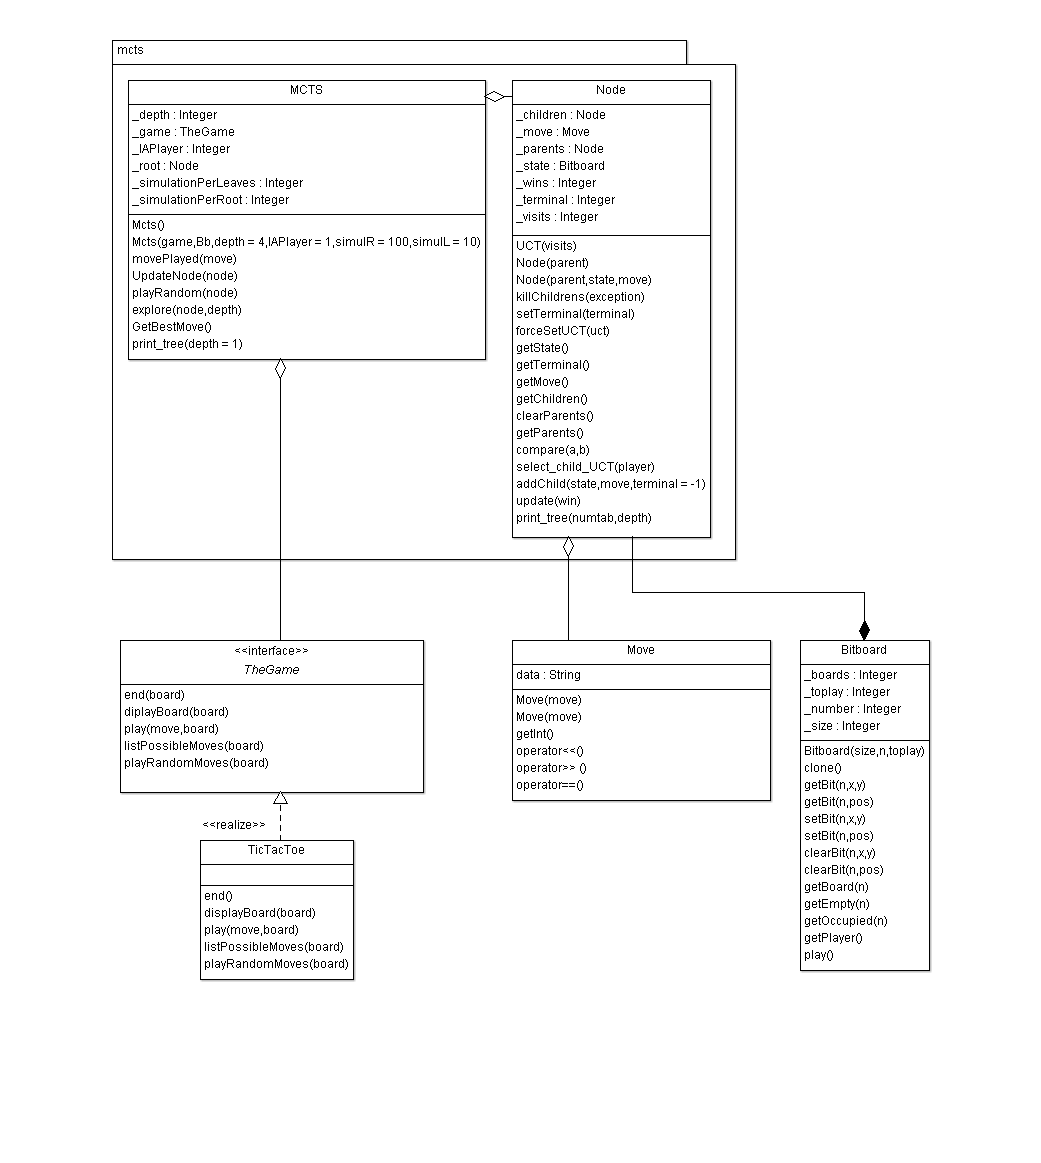 mcts
MCTS
_depth : Integer
_game : TheGame
_IAPlayer : Integer
_root : Node
_simulationPerLeaves : Integer
_simulationPerRoot : Integer
Mcts()
Mcts(game,Bb,depth = 4,IAPlayer = 1,simulR = 100,simulL = 10)
movePlayed(move)
UpdateNode(node)
playRandom(node)
explore(node,depth)
GetBestMove()
print_tree(depth = 1)
Node
_children : Node
_move : Move
_parents : Node
_state : Bitboard
_wins : Integer
_terminal : Integer
_visits : Integer
UCT(visits)
Node(parent)
Node(parent,state,move)
killChildrens(exception)
setTerminal(terminal)
forceSetUCT(uct)
getState()
getTerminal()
getMove()
getChildren()
clearParents()
getParents()
compare(a,b)
select_child_UCT(player)
addChild(state,move,terminal = -1)
update(win)
print_tree(numtab,depth)
<<interface>>
TheGame
end(board)
diplayBoard(board)
play(move,board)
listPossibleMoves(board)
playRandomMoves(board)
<<realize>>
TicTacToe
end()
displayBoard(board)
play(move,board)
listPossibleMoves(board)
playRandomMoves(board)
Move
data : String
Move(move)
Move(move)
getInt()
operator<<()
operator>> ()
operator==()
Bitboard
_boards : Integer
_toplay : Integer
_number : Integer
_size : Integer
Bitboard(size,n,toplay)
clone()
getBit(n,x,y)
getBit(n,pos)
setBit(n,x,y)
setBit(n,pos)
clearBit(n,x,y)
clearBit(n,pos)
getBoard(n)
getEmpty(n)
getOccupied(n)
getPlayer()
play()